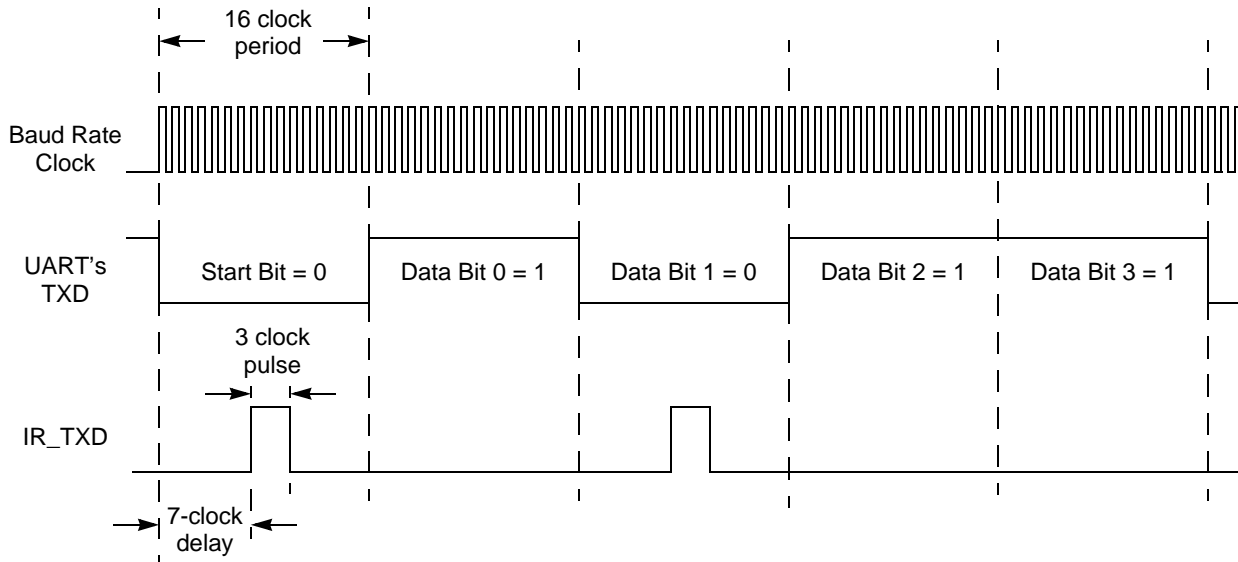 16 clock
period
Baud Rate
Clock
UART's
TXD
Start Bit = 0
Data Bit 0 = 1
Data Bit 1 = 0
Data Bit 2 = 1
Data Bit 3 = 1
3 clock
pulse
IR_TXD
7-clock
delay